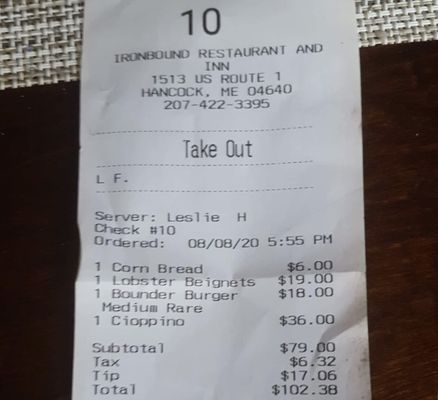 10
IRONBOUND RESTAURANT AND
INN
1513 US ROUTE 1
HANCOCK, ME 04640
207-422-3395
Take Out
L F.
Server: Leslie H
Check #10
Ordered: 08/08/20 5:55 PM
1 Corn Bread $6.00
1 Lobster Beignets $19.00
1 Bounder Burger $18.00
Medium Rare
1 Cioppino $36.00
Subtotal $79.00
Tax $6.32
Tip $17.06
Total $102.38